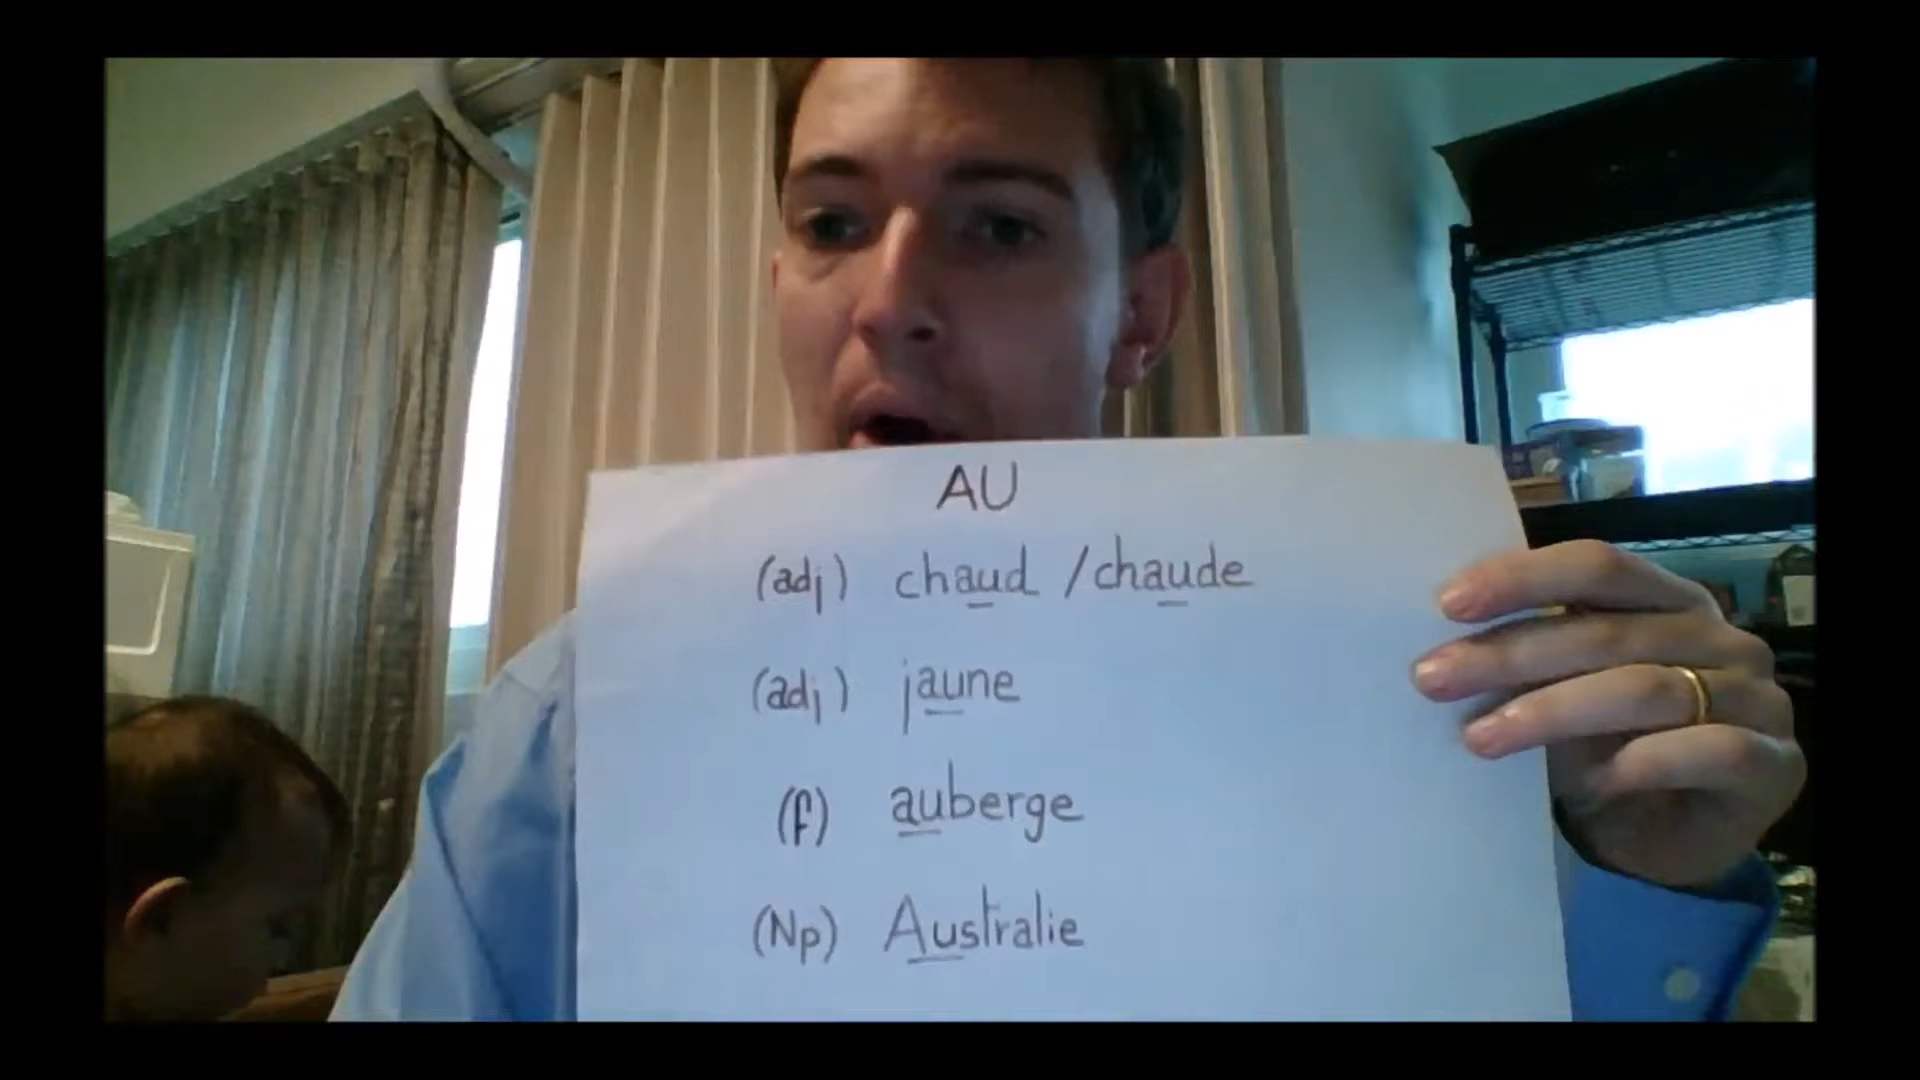 AU
(adj) chaud / chaude
(adj) jaune
(f) auberge
(Np) Australie